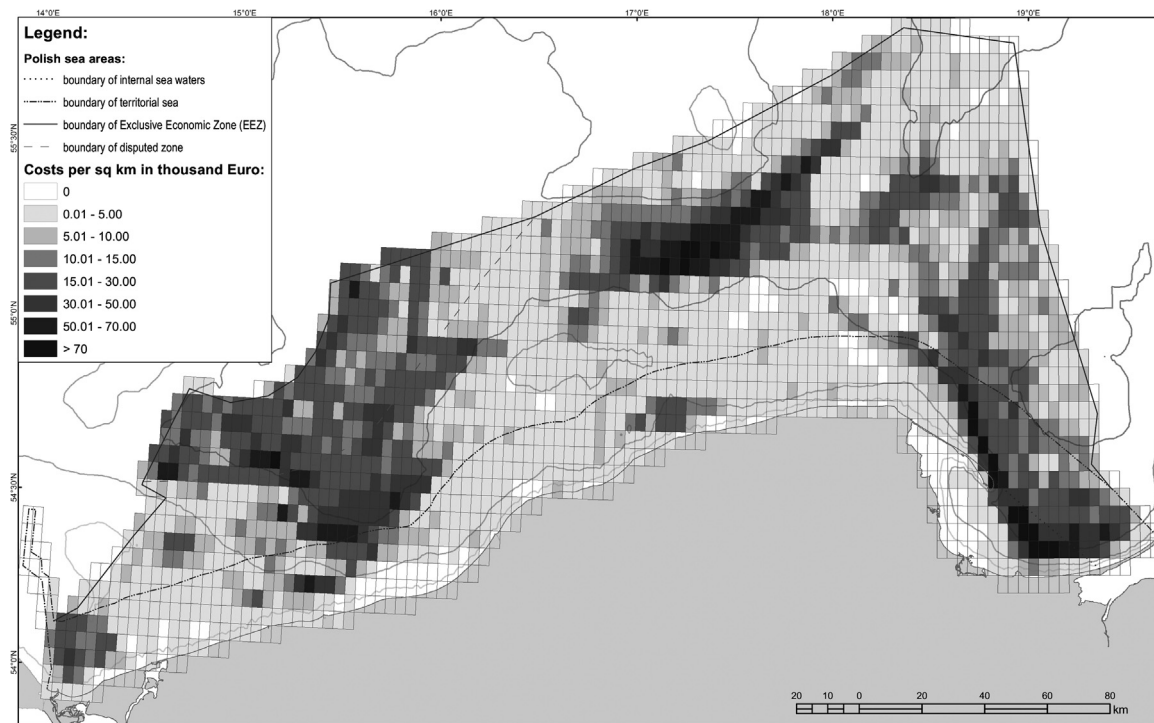 14°0'E 15°0'E 16°0'E 17°0'E 18°0'E 19°0'E
Legend:
Polish sea areas:
boundary of internal sea waters
boundary of territorial sea
boundary of Exclusive Economic Zone (EEZ)
boundary of disputed zone
Costs per sq km in thousand Euro:
0
0.01 - 5.00
5.01 - 10.00
10.01 - 15.00
15.01 - 30.00
30.01 - 50.00
50.01 - 70.00
> 70
55°30'N
55°0'N
54°30'N
54°0'N
20 10 0 20 40 60 80
km